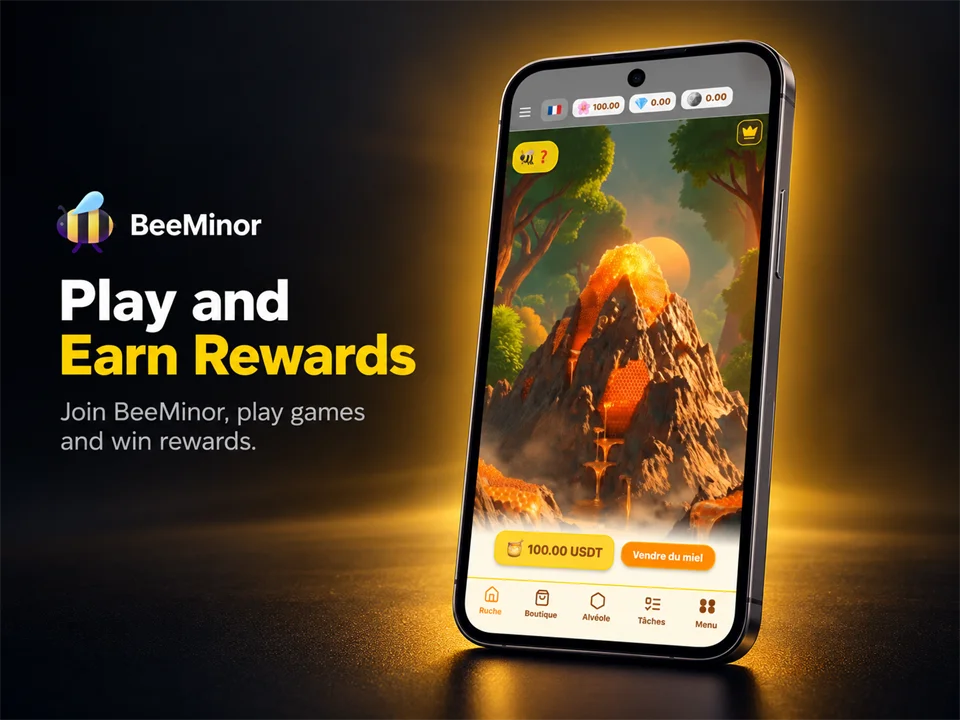 BeeMinor
Play and
Earn Rewards
Join BeeMinor, play games
and win rewards.
100.00
0.00
0.00
?
100.00 USDT
Vendre du miel
Ruche
Boutique
Alvéole
Tâches
Menu